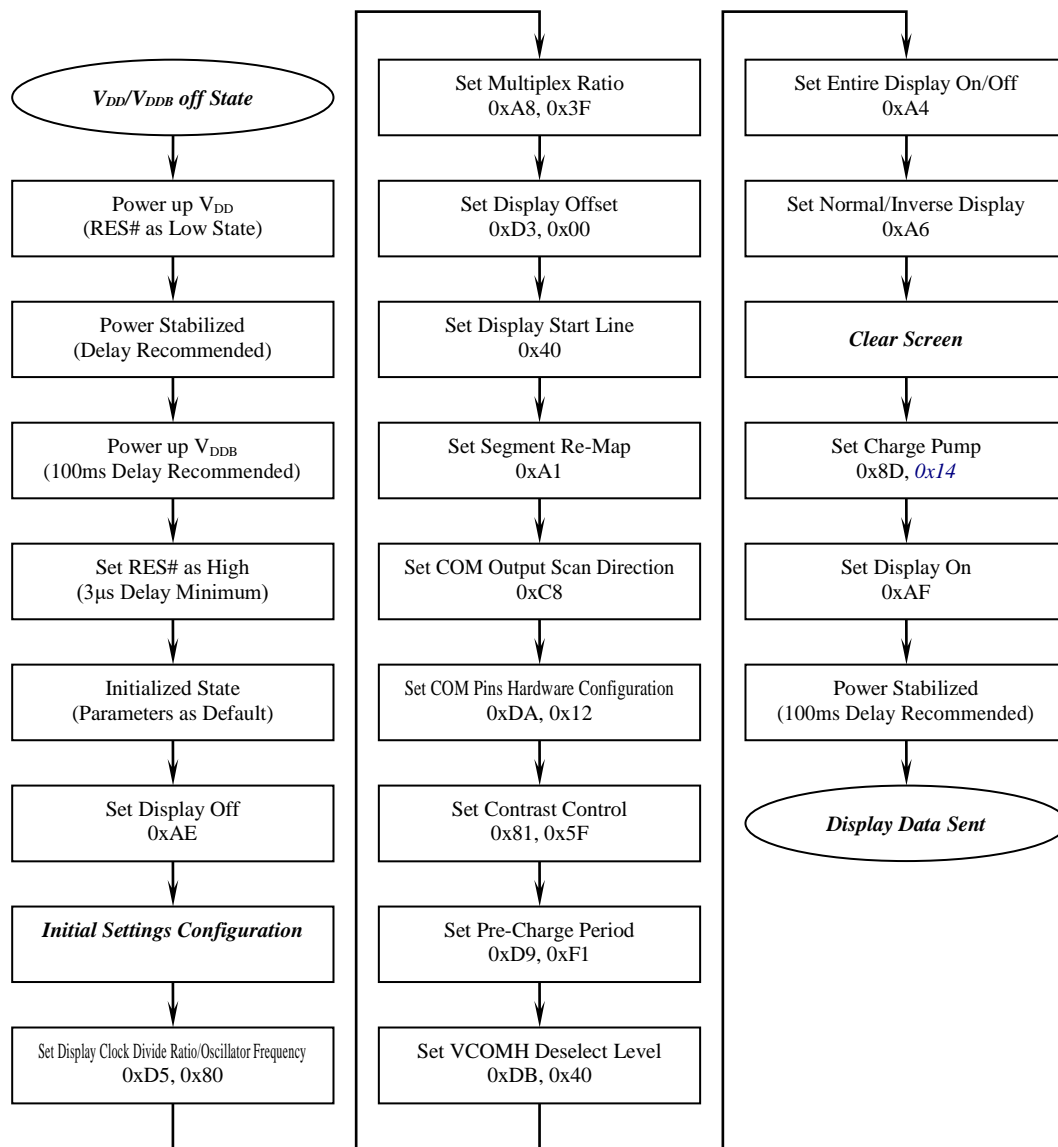 VDD/VDDB off State
Power up VDD
(RES# as Low State)
Power Stabilized
(Delay Recommended)
Power up VDDB
(100ms Delay Recommended)
Set RES# as High
(3μs Delay Minimum)
Initialized State
(Parameters as Default)
Set Display Off
0xAE
Initial Settings Configuration
Set Display Clock Divide Ratio/Oscillator Frequency
0xD5, 0x80
Set Multiplex Ratio
0xA8, 0x3F
Set Display Offset
0xD3, 0x00
Set Display Start Line
0x40
Set Segment Re-Map
0xA1
Set COM Output Scan Direction
0xC8
Set COM Pins Hardware Configuration
0xDA, 0x12
Set Contrast Control
0x81, 0x5F
Set Pre-Charge Period
0xD9, 0xF1
Set VCOMH Deselect Level
0xDB, 0x40
Set Entire Display On/Off
0xA4
Set Normal/Inverse Display
0xA6
Clear Screen
Set Charge Pump
0x8D, 0x14
Set Display On
0xAF
Power Stabilized
(100ms Delay Recommended)
Display Data Sent